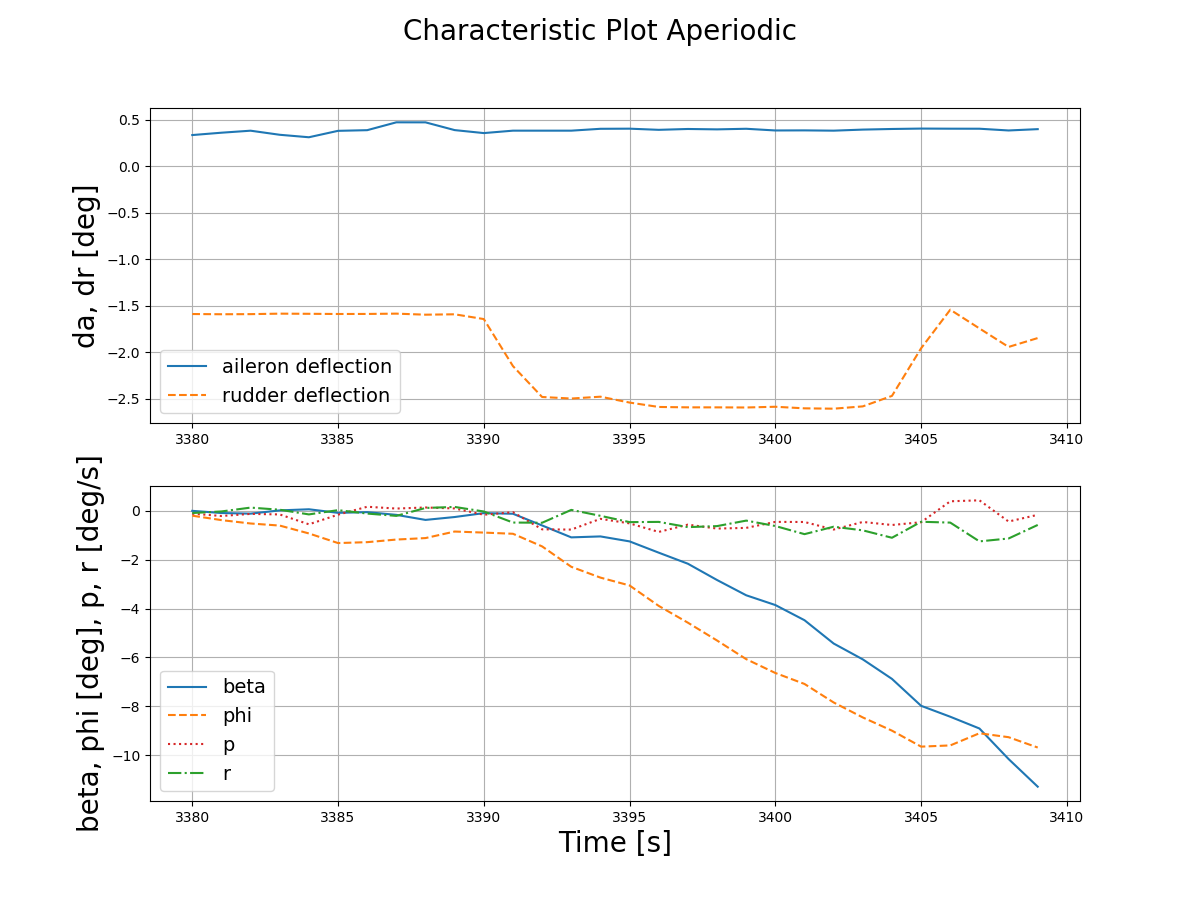 Characteristic Plot Aperiodic
da, dr [deg]
0.5
0.0
−0.5
−1.0
−1.5
−2.0
−2.5
aileron deflection
rudder deflection
3380 3385 3390 3395 3400 3405 3410
beta, phi [deg], p, r [deg/s]
0
−2
−4
−6
−8
−10
beta
phi
p
r
3380 3385 3390 3395 3400 3405 3410
Time [s]